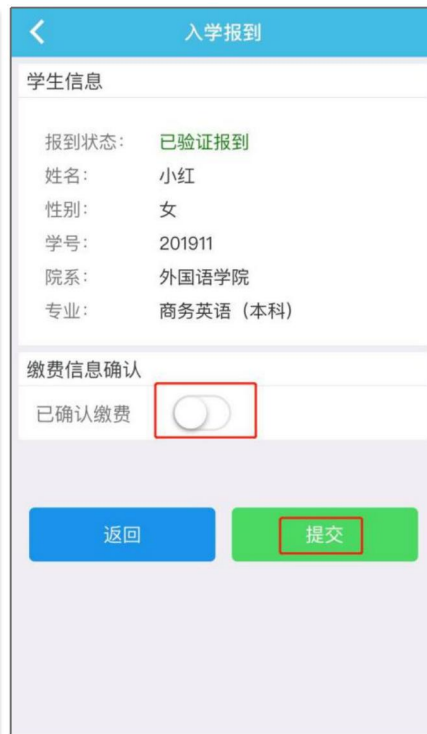 入学报到
学生信息
报到状态： 已验证报到
姓名： 小红
性别： 女
学号： 201911
院系： 外国语学院
专业： 商务英语（本科）
缴费信息确认
已确认缴费
返回 提交